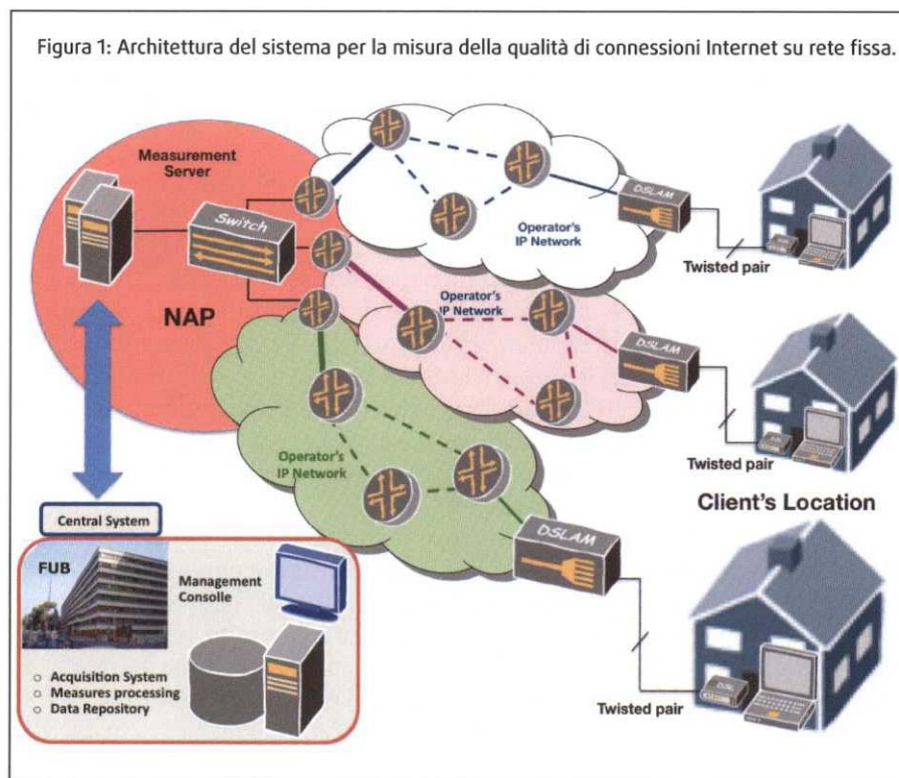 Figura 1: Architettura del sistema per la misura della qualità di connessioni Internet su rete fissa.
Measurement
Server
Switch
NAP
Operator's
IP Network
DSLAM
Twisted pair
Operator's
IP Network
DSLAM
Twisted pair
Operator's
IP Network
DSLAM
Client's Location
Twisted pair
DSL
Central System
FUB
Management
Consolle
Acquisition System
Measures processing
Data Repository